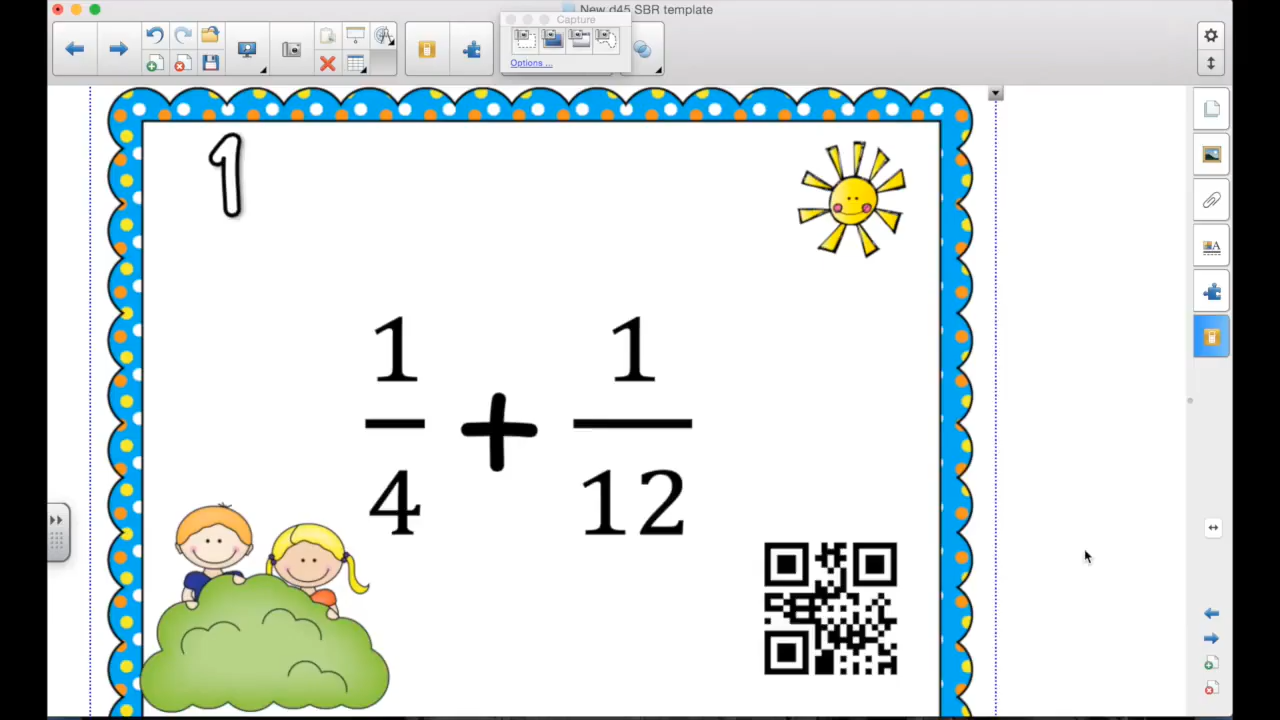 New d45 SBR template
Capture
Options ...
1
1 1
+
4 12